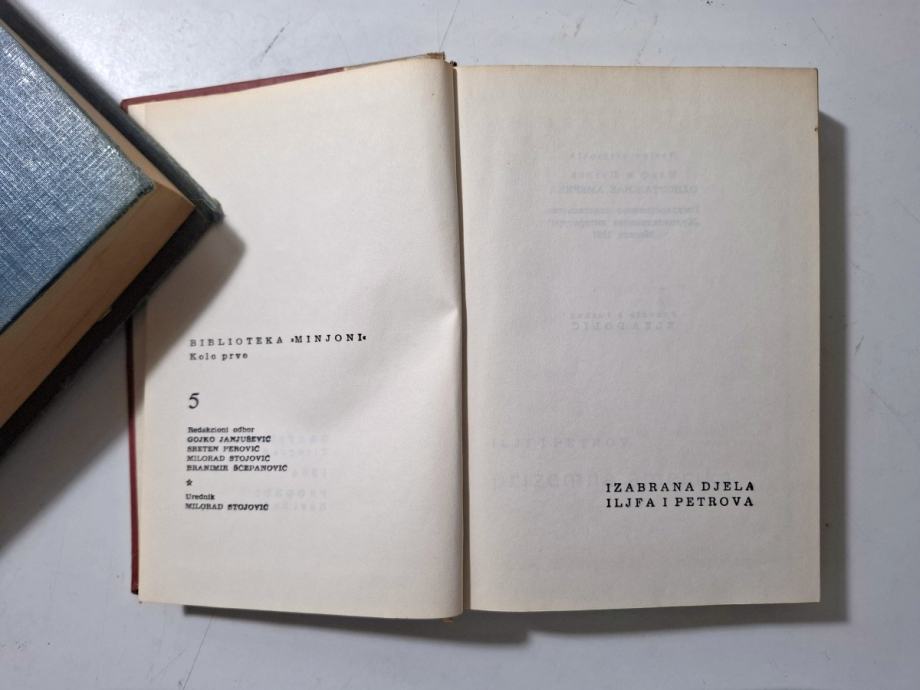 BIBLIOTEKA »MINJONI«
Kolo prvo
5
Redakcioni odbor
GOJKO JANJUŠEVIĆ
SRETEN PEROVIĆ
MILORAD STOJOVIĆ
BRANIMIR ŠĆEPANOVIĆ
*
Urednik
MILORAD STOJOVIĆ
IZABRANA DJELA
ILJFA I PETROVA